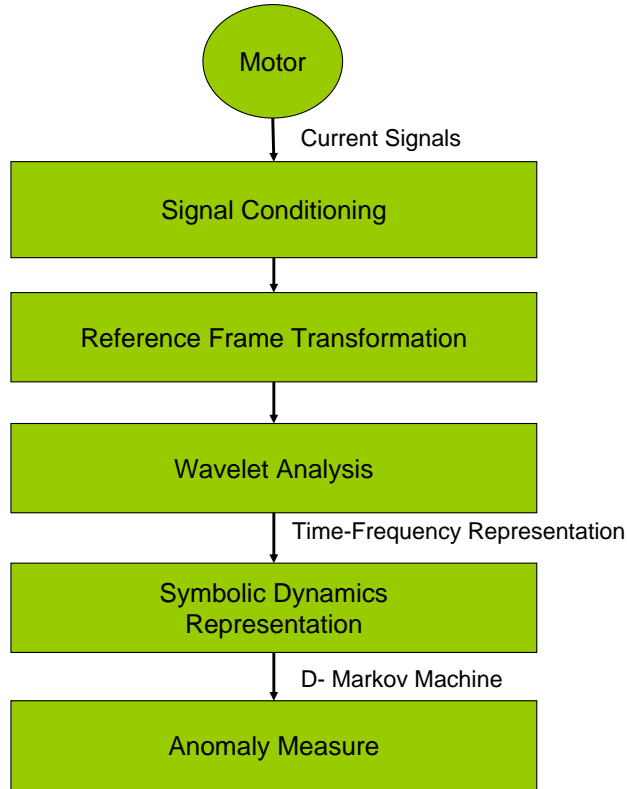 Motor
Current Signals
Signal Conditioning
Reference Frame Transformation
Wavelet Analysis
Time-Frequency Representation
Symbolic Dynamics
Representation
D- Markov Machine
Anomaly Measure